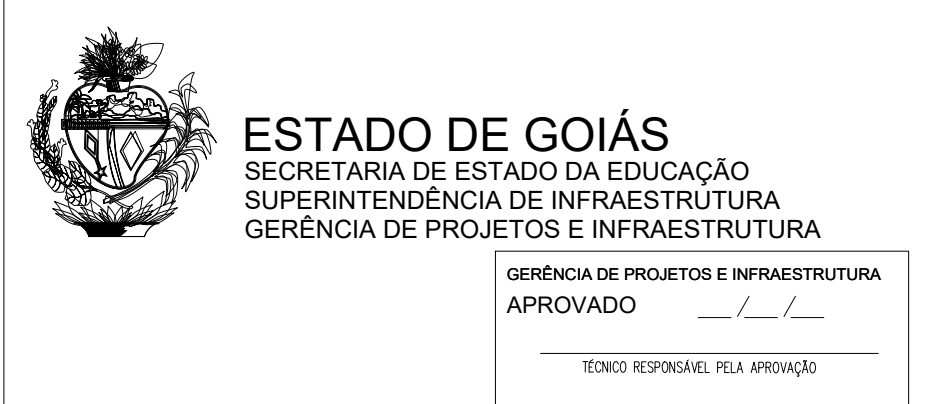 ESTADO DE GOIÁS
SECRETARIA DE ESTADO DA EDUCAÇÃO
SUPERINTENDÊNCIA DE INFRAESTRUTURA
GERÊNCIA DE PROJETOS E INFRAESTRUTURA
GERÊNCIA DE PROJETOS E INFRAESTRUTURA
APROVADO ___ /___ /___
TÉCNICO RESPONSÁVEL PELA APROVAÇÃO